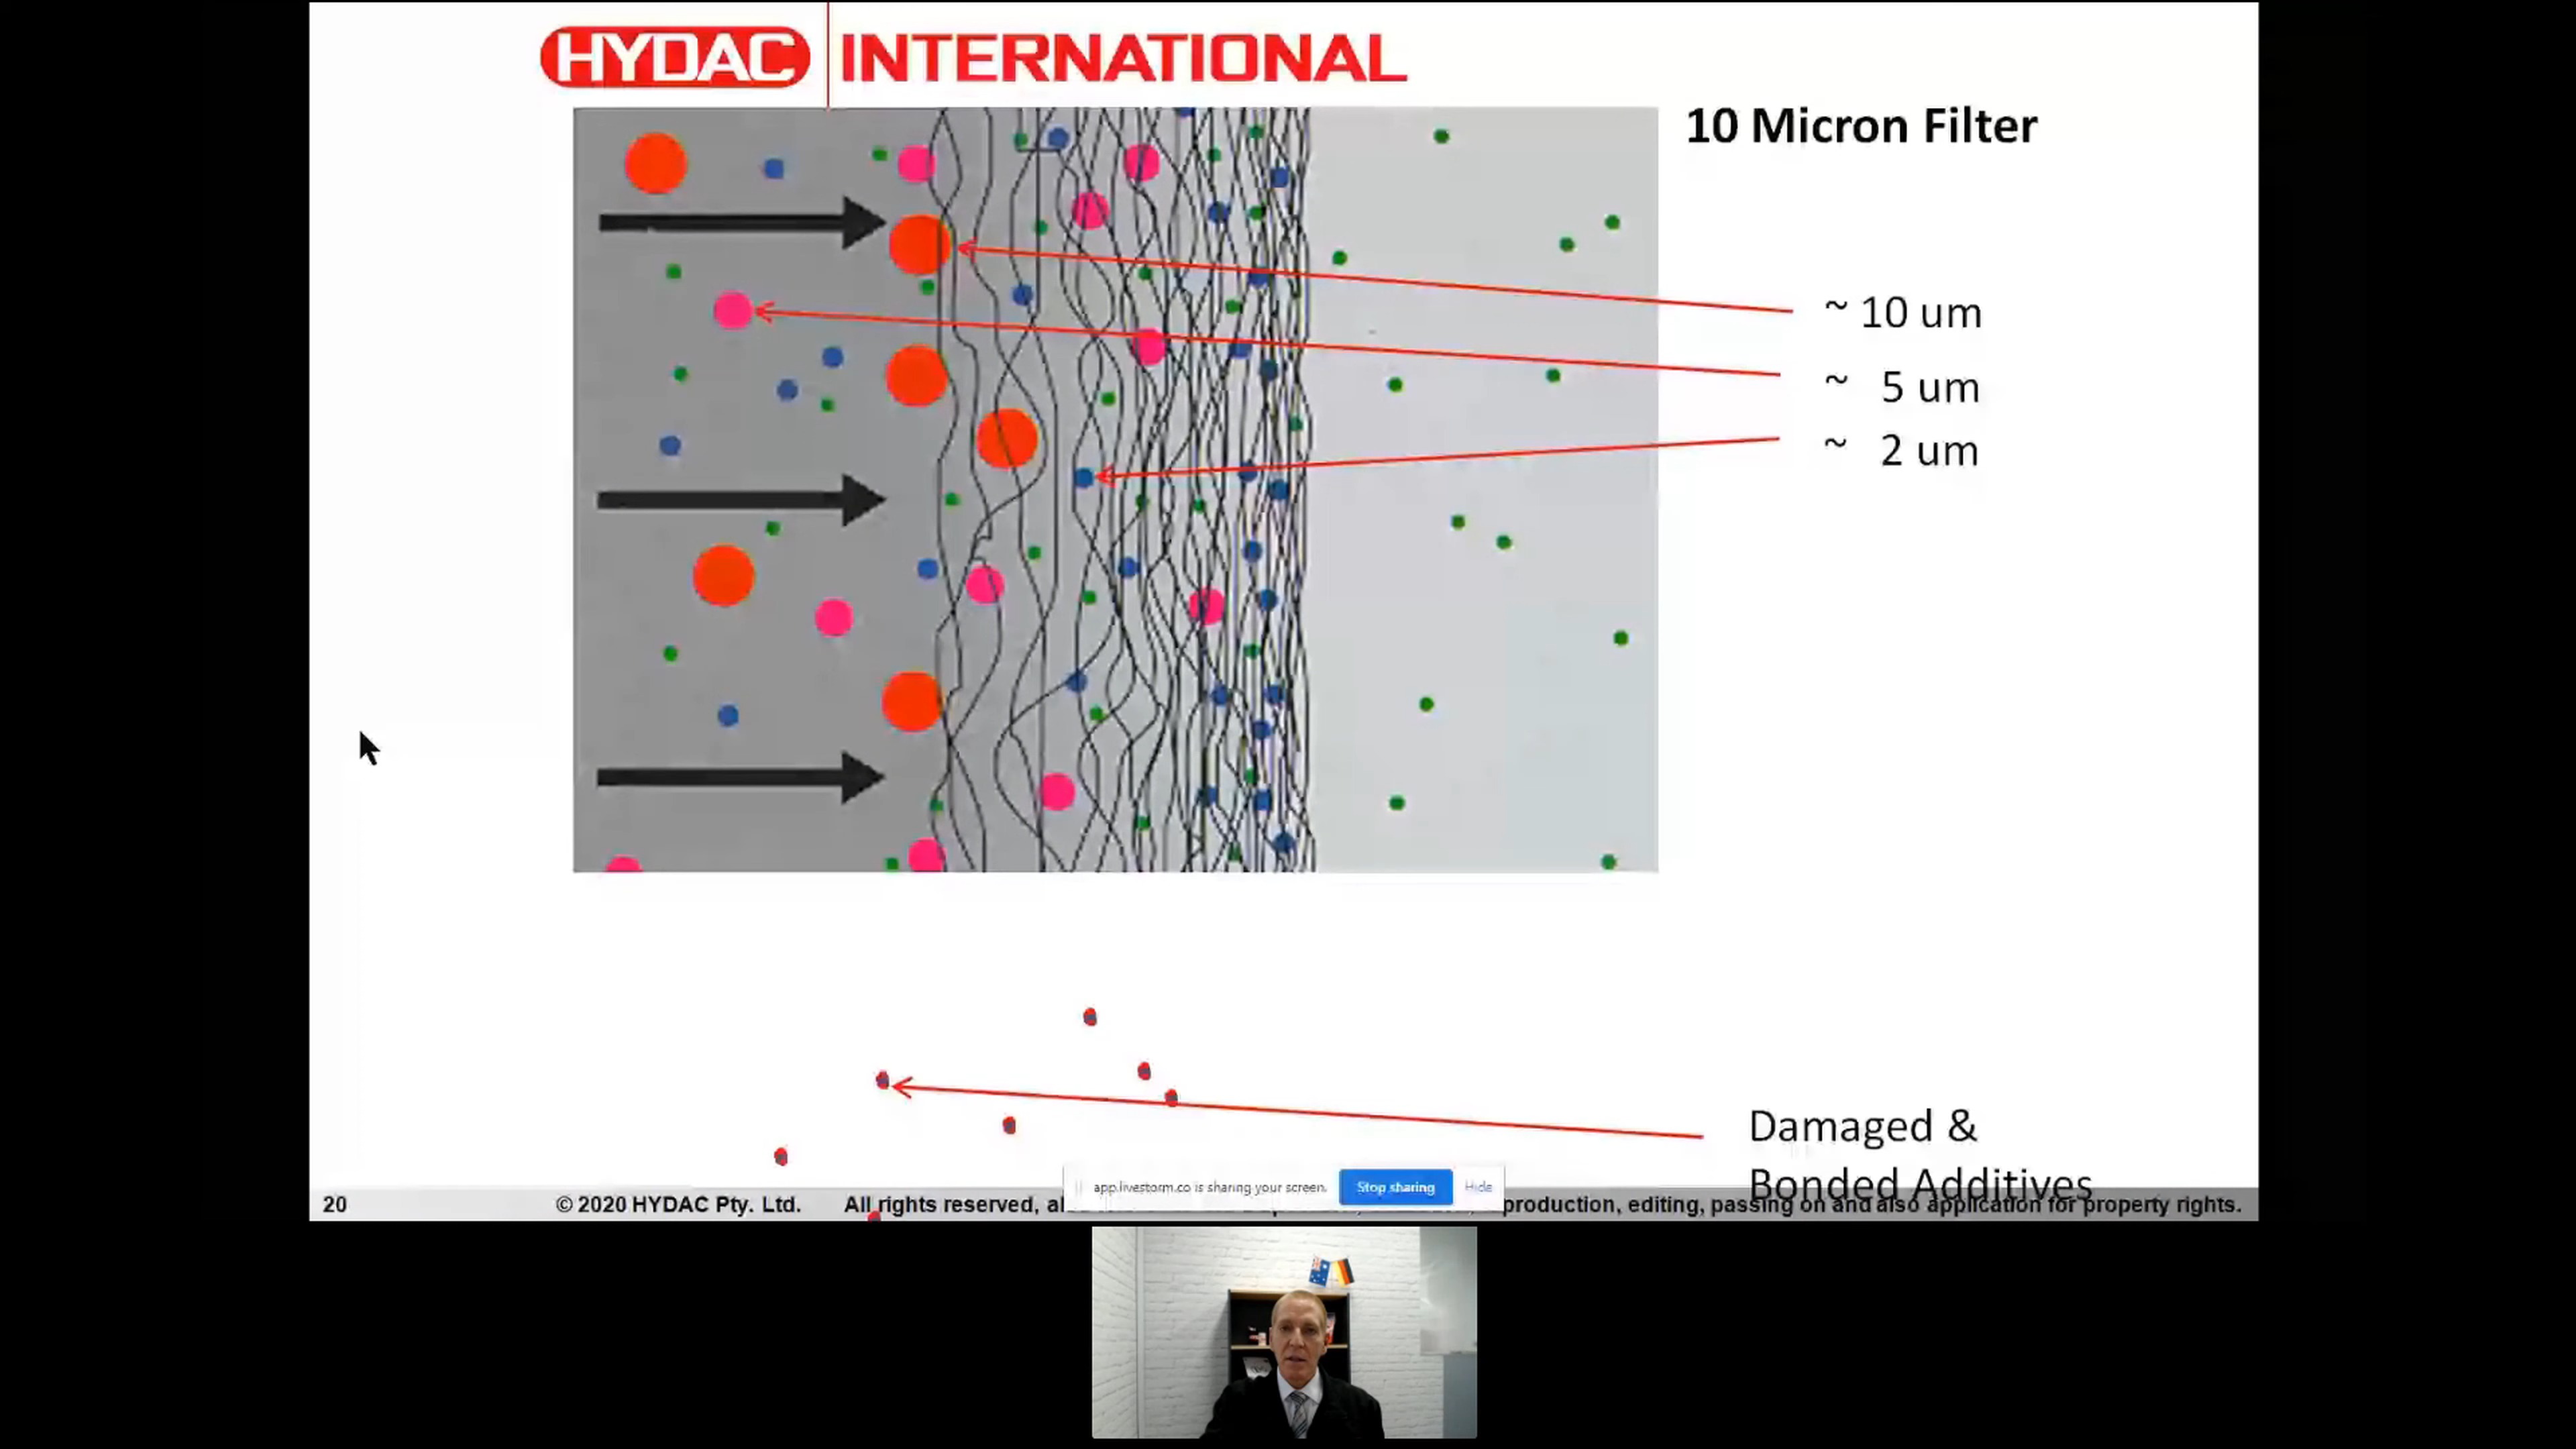 HYDAC INTERNATIONAL
10 Micron Filter
~ 10 um
~ 5 um
~ 2 um
Damaged &
Bonded Additives
app.livestorm.co is sharing your screen. Stop sharing Hide
20 © 2020 HYDAC Pty. Ltd. All rights reserved, production, editing, passing on and also application for property rights.